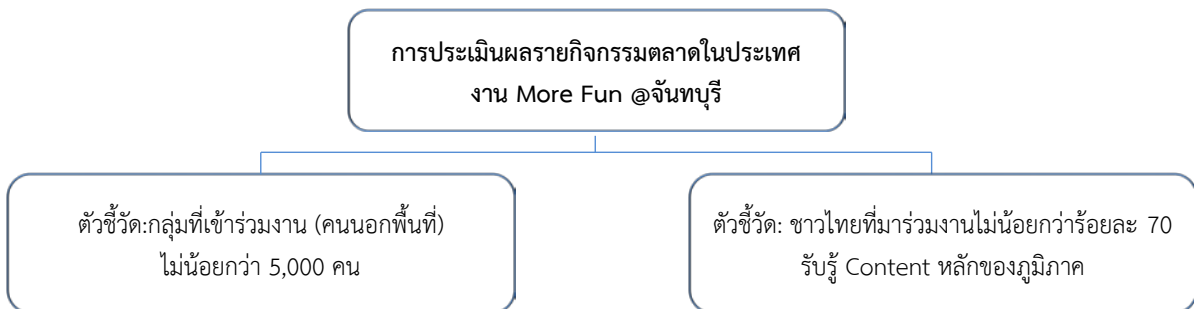 การประเมินผลรายกิจกรรมตลาดในประเทศ
งาน More Fun @จันทบุรี
ตัวชี้วัด:กลุ่มที่เข้าร่วมงาน (คนนอกพื้นที่)
ไม่น้อยกว่า 5,000 คน
ตัวชี้วัด: ชาวไทยที่มาร่วมงานไม่น้อยกว่าร้อยละ 70
รับรู้ Content หลักของภูมิภาค